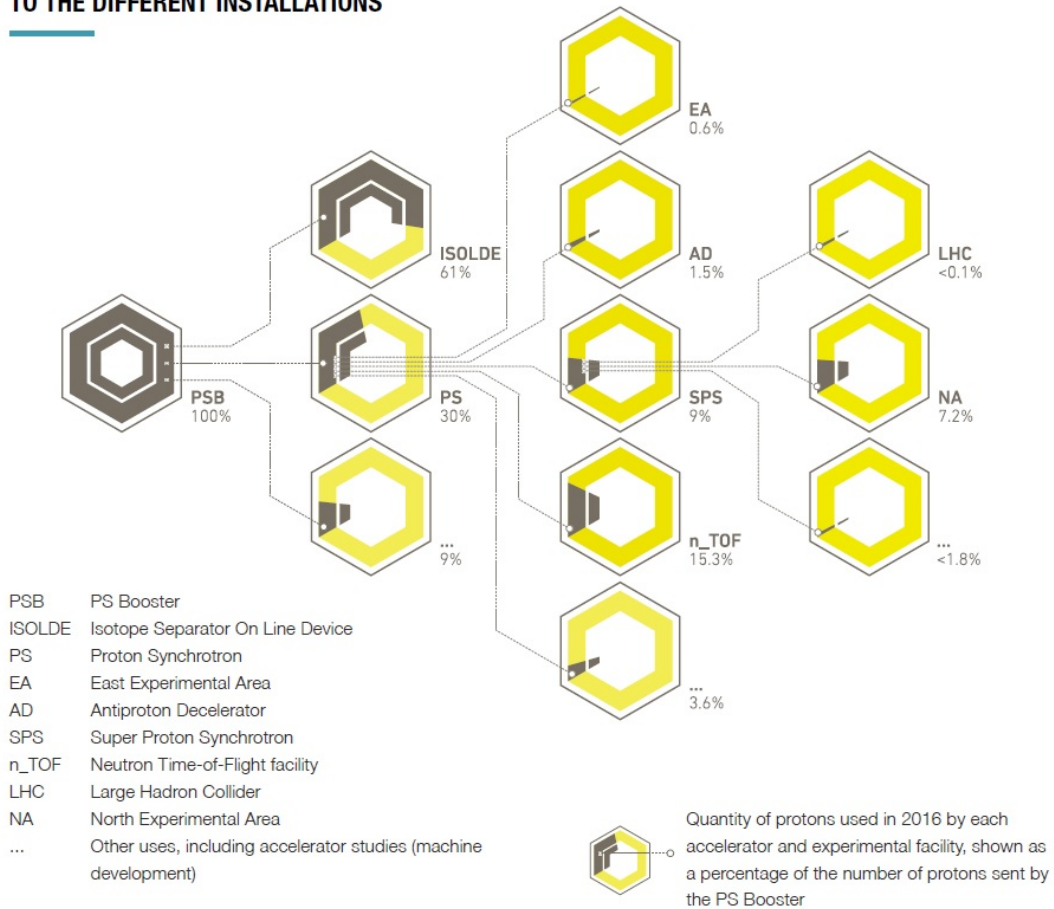 TO THE DIFFERENT INSTALLATIONS
EA
0.6%
ISOLDE
61%
AD
1.5%
LHC
<0.1%
PSB
100%
PS
30%
SPS
9%
NA
7.2%
...
9%
n_TOF
15.3%
...
<1.8%
...
3.6%
PSB PS Booster
ISOLDE Isotope Separator On Line Device
PS Proton Synchrotron
EA East Experimental Area
AD Antiproton Decelerator
SPS Super Proton Synchrotron
n_TOF Neutron Time-of-Flight facility
LHC Large Hadron Collider
NA North Experimental Area
... Other uses, including accelerator studies (machine
development)
Quantity of protons used in 2016 by each
accelerator and experimental facility, shown as
a percentage of the number of protons sent by
the PS Booster